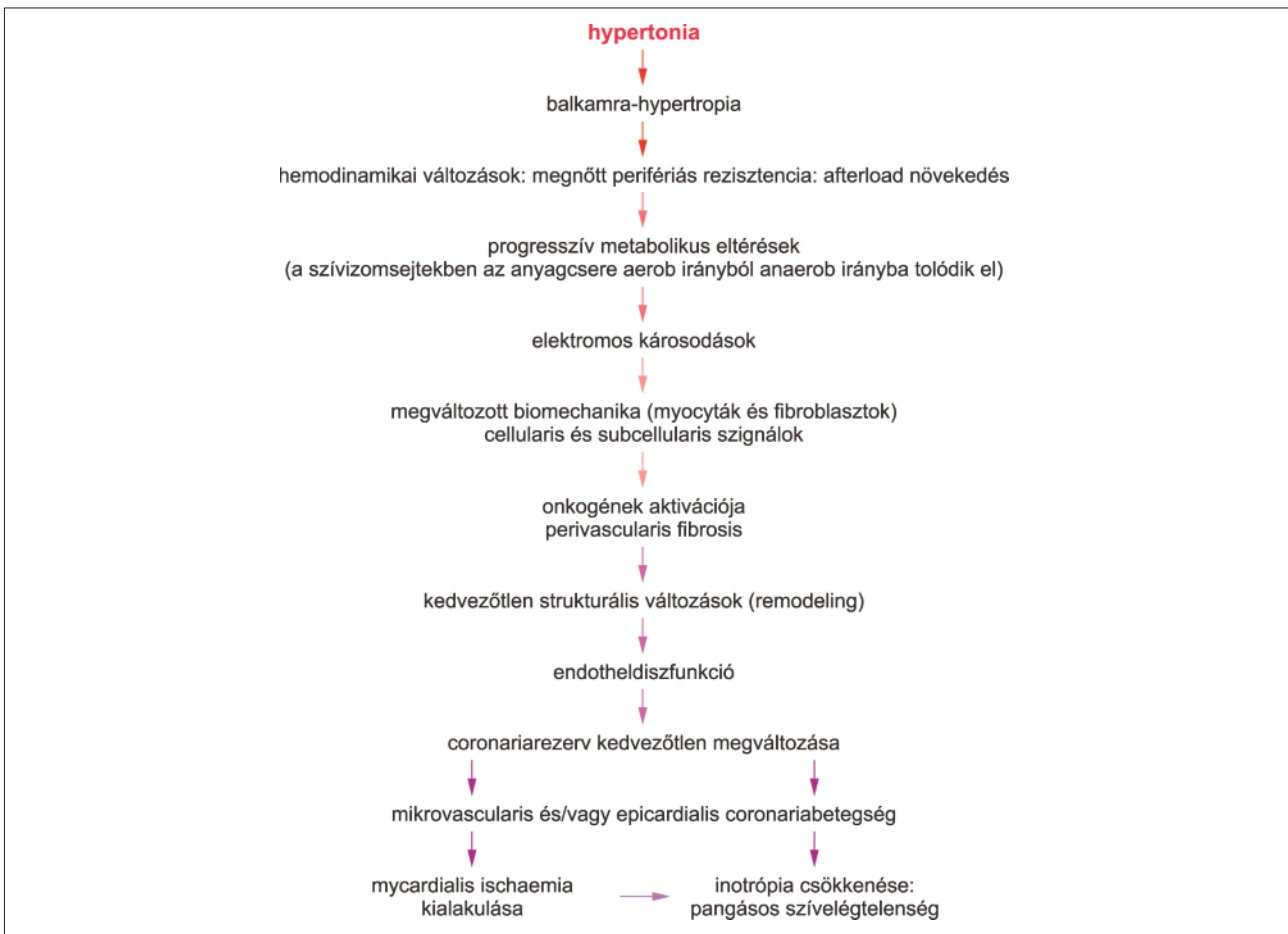 hypertonia
balkamra-hypertropia
hemodinamikai változások: megnőtt perifériás rezisztencia: afterload növekedés
progresszív metabolikus eltérések
(a szívizomsejtekben az anyagcsere aerob irányból anaerob irányba tolódik el)
elektromos károsodások
megváltozott biomechanika (myocyták és fibroblasztok)
cellularis és subcellularis szignálok
onkogének aktivációja
perivascularis fibrosis
kedvezőtlen strukturális változások (remodeling)
endotheldiszfunkció
coronariarezerv kedvezőtlen megváltozása
mikrovascularis és/vagy epicardialis coronariabetegség
mycardialis ischaemia
kialakulása
inotrópia csökkenése:
pangásos szívelégtelenség